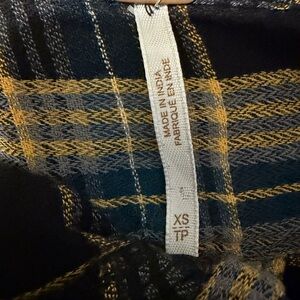 MADE IN INDIA
FABRIQUÉ EN INDE
XS
TP